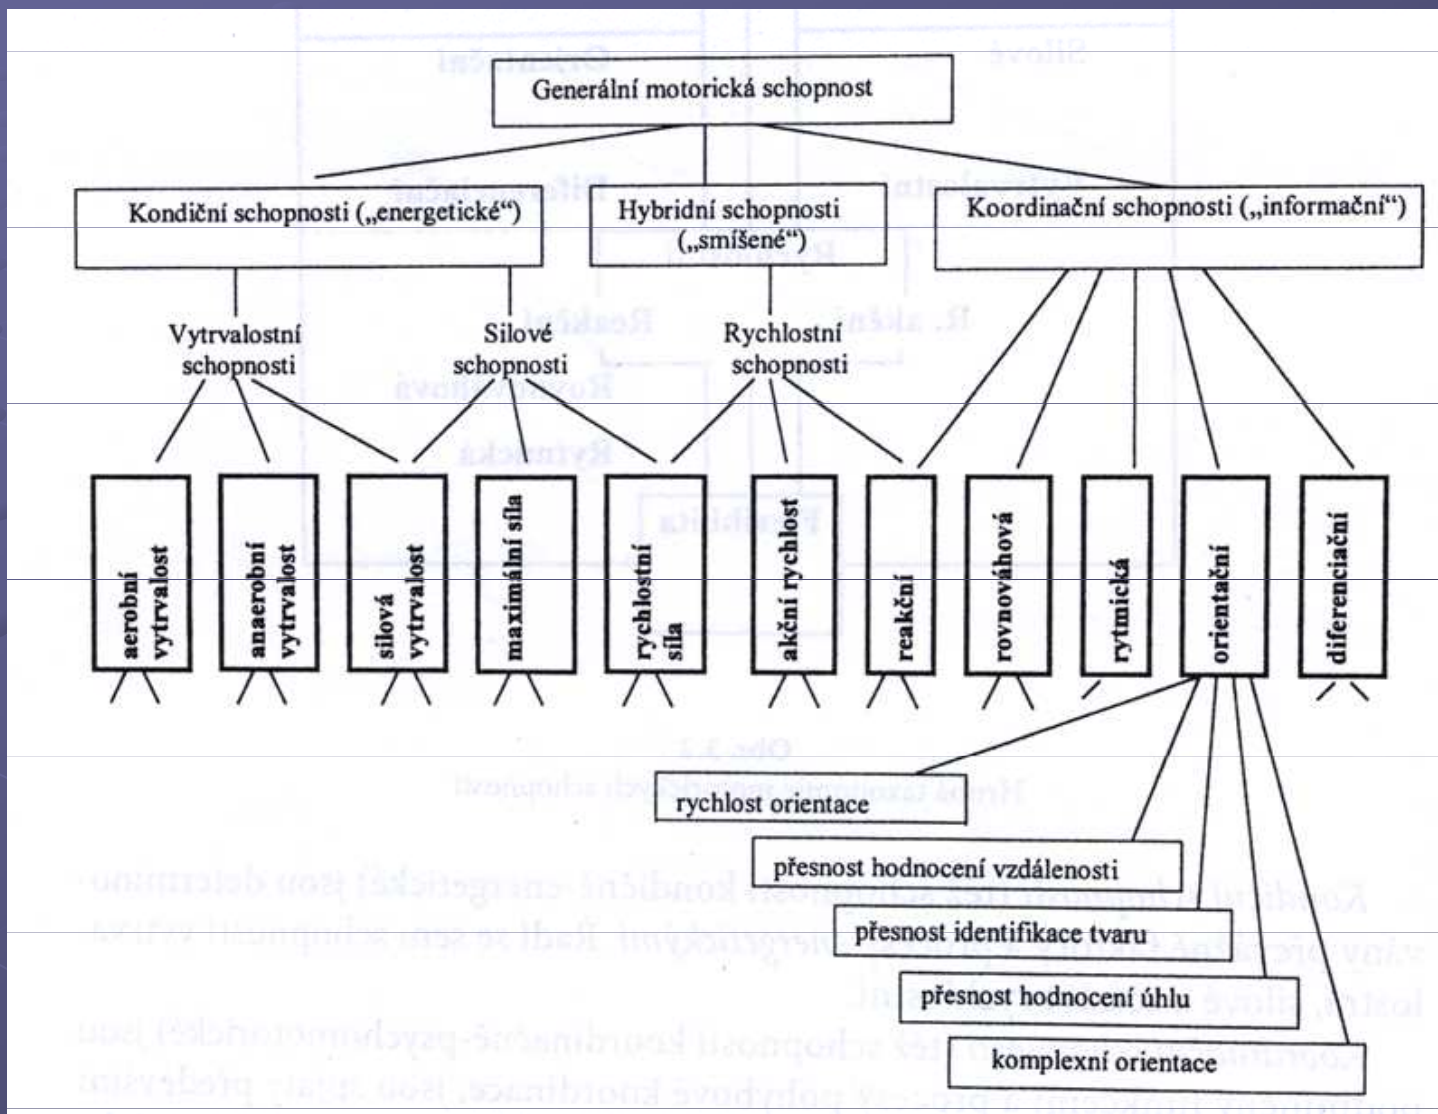 Generální motorická schopnost
Kondiční schopnosti („energetické“)
Hybridní schopnosti
(„smíšené“)
Koordinační schopnosti („informační“)
Vytrvalostní
schopnosti
Silové
schopnosti
Rychlostní
schopnosti
aerobní
vytrvalost
anaerobní
vytrvalost
silová
vytrvalost
maximální síla
rychlostní
síla
akční rychlost
reakční
rovnováhová
rytmická
orientační
diferenciační
rychlost orientace
přesnost hodnocení vzdálenosti
přesnost identifikace tvaru
přesnost hodnocení úhlu
komplexní orientace